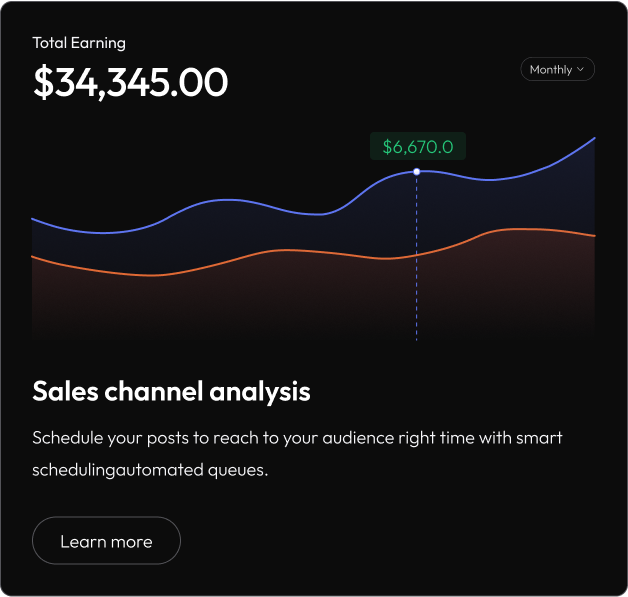 Total Earning
$34,345.00
Monthly
$6,670.0
Sales channel analysis
Schedule your posts to reach to your audience right time with smart
schedulingautomated queues.
Learn more